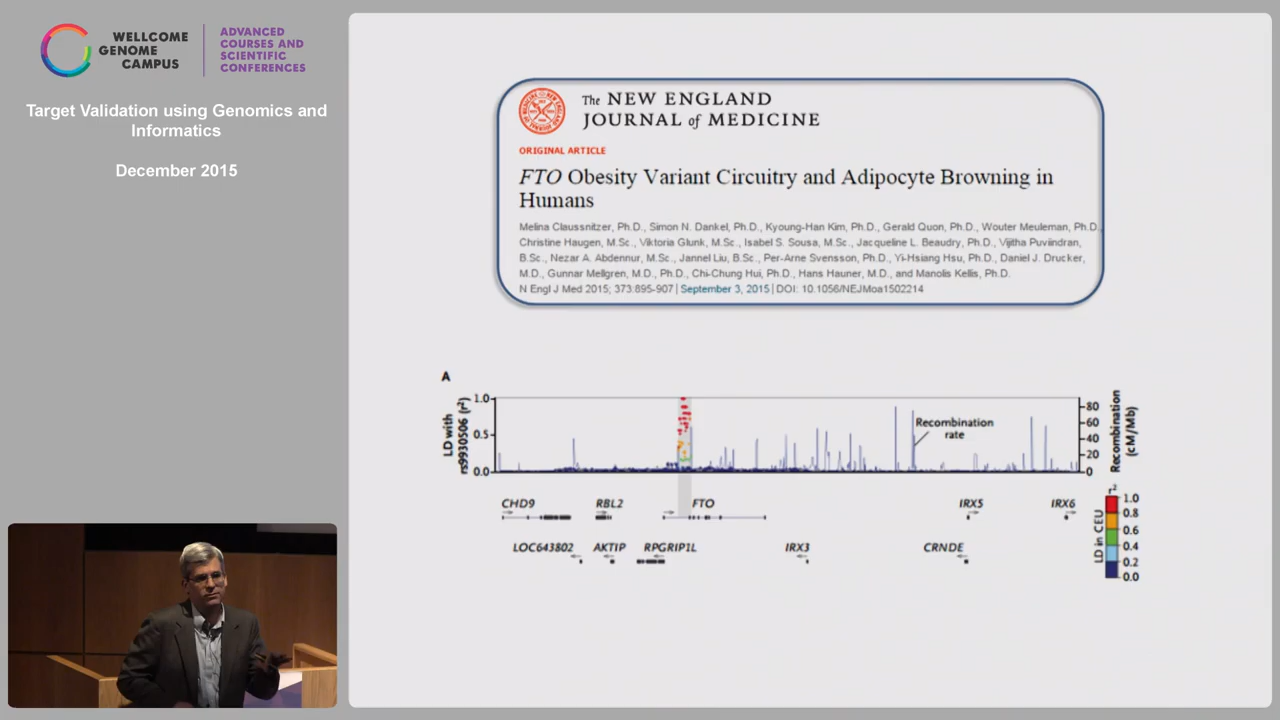 WELLCOME
GENOME
CAMPUS
ADVANCED
COURSES AND
SCIENTIFIC
CONFERENCES
Target Validation using Genomics and
Informatics
December 2015
The NEW ENGLAND
JOURNAL of MEDICINE
ORIGINAL ARTICLE
FTO Obesity Variant Circuitry and Adipocyte Browning in
Humans
Melina Claussnitzer, Ph.D., Simon N. Dankel, Ph.D., Kyoung-Han Kim, Ph.D., Gerald Quon, Ph.D., Wouter Meuleman, Ph.D.,
Christine Haugen, M.Sc., Viktoria Glunk, M.Sc., Isabel S. Sousa, M.Sc., Jacqueline L. Beaudry, Ph.D., Vijitha Puviindran,
B.Sc., Nezar A. Abdennur, M.Sc., Jannel Liu, B.Sc., Per-Arne Svensson, Ph.D., Yi-Hsiang Hsu, Ph.D., Daniel J. Drucker,
M.D., Gunnar Mellgren, M.D., Ph.D., Chi-Chung Hui, Ph.D., Hans Hauner, M.D., and Manolis Kellis, Ph.D.
N Engl J Med 2015; 373:895-907 | September 3, 2015 | DOI: 10.1056/NEJMoa1502214
A
LD with
rs9930506 (r²)
1.0
0.5
0.0
Recombination
rate
80
60
40
20
0
Recombination
(cM/Mb)
CHD9 RBL2 FTO IRX5 IRX6
LOC643802 AKTIP RPGRIP1L IRX3 CRNDE
r²
LD in CEU
1.0
0.8
0.6
0.4
0.2
0.0